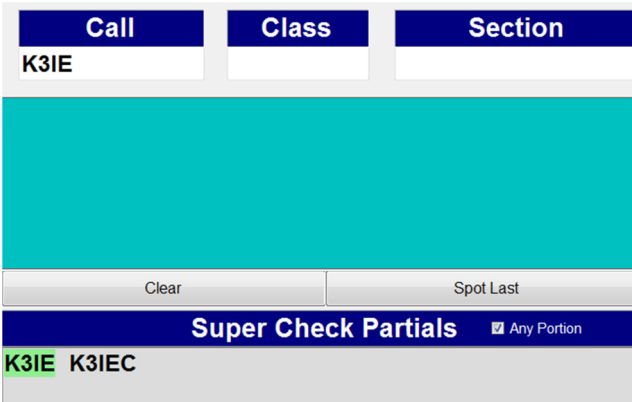 Call Class Section
K3IE
Clear Spot Last
Super Check Partials Any Portion
K3IE K3IEC